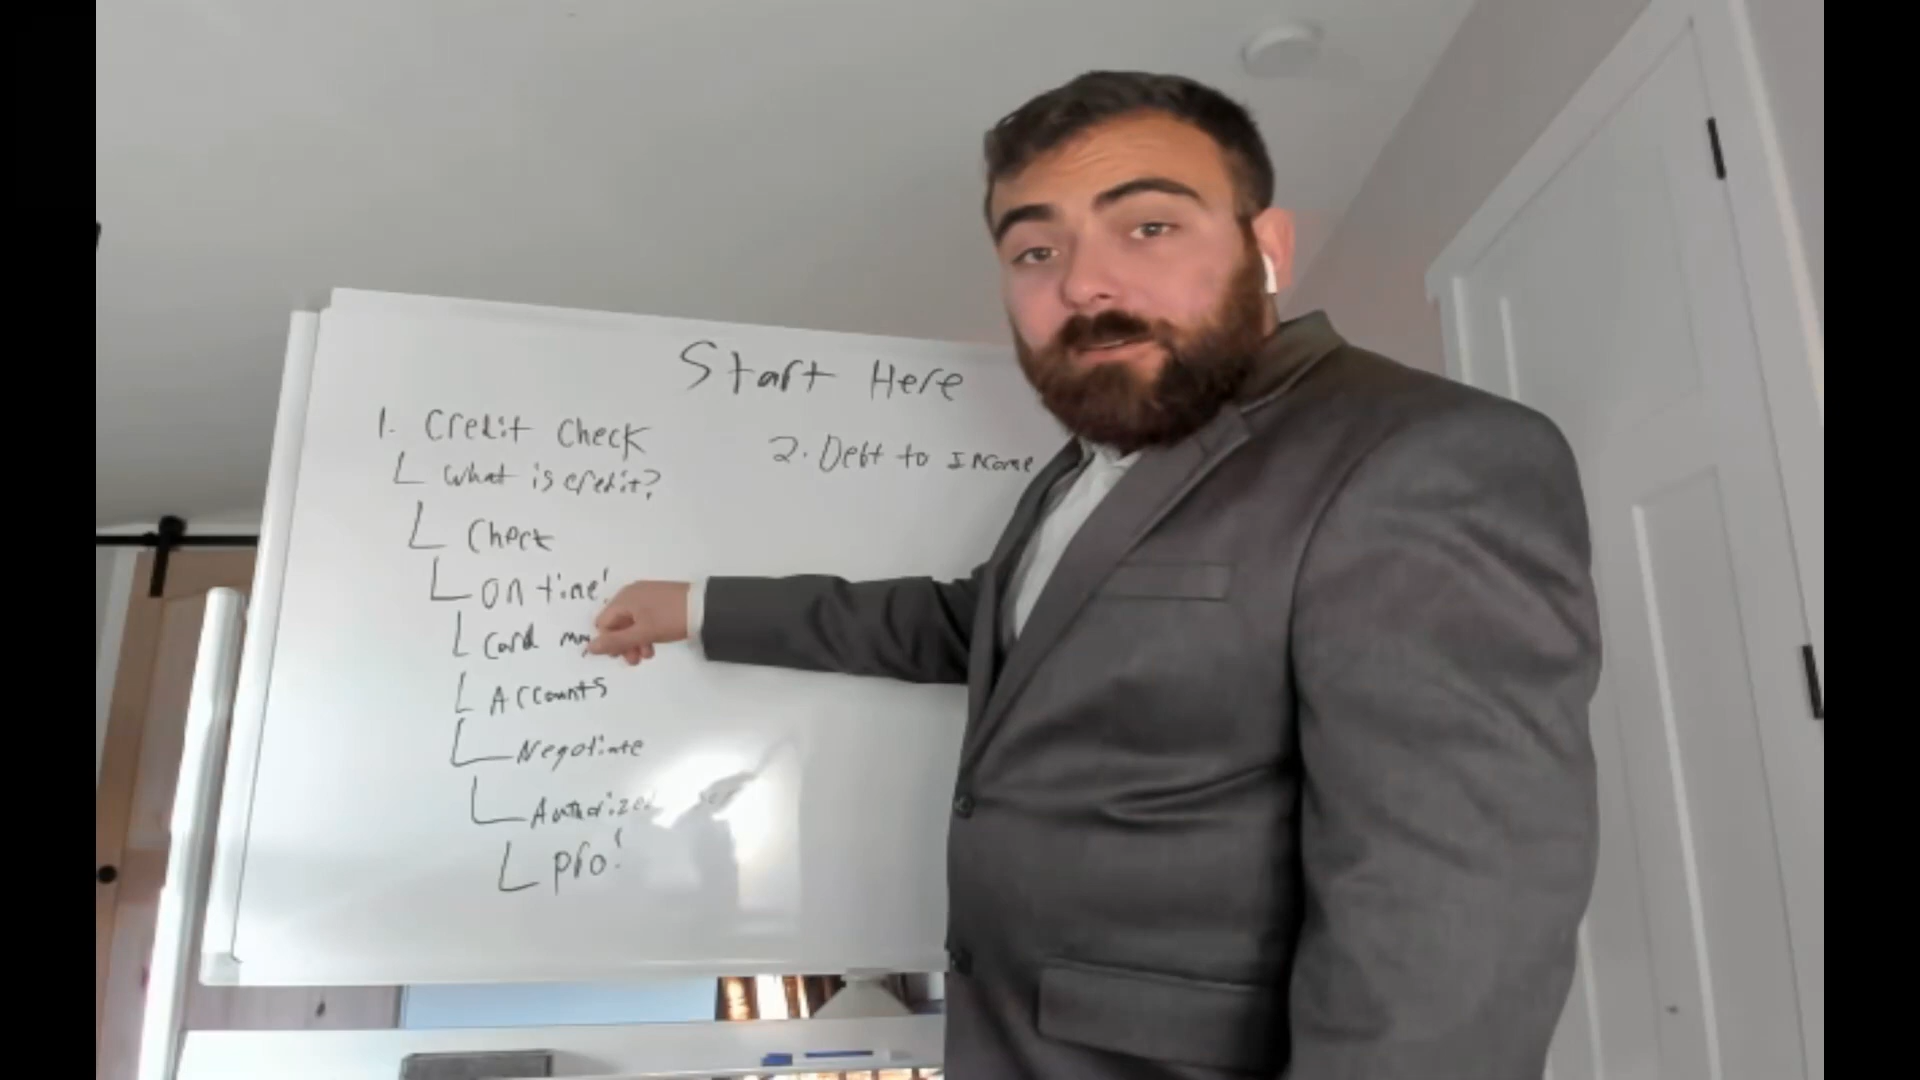 Start Here
1. Credit Check
What is credit?
Check
On time!
Card
Accounts
Negotiate
Authorized
Pro!
2. Debt to Income